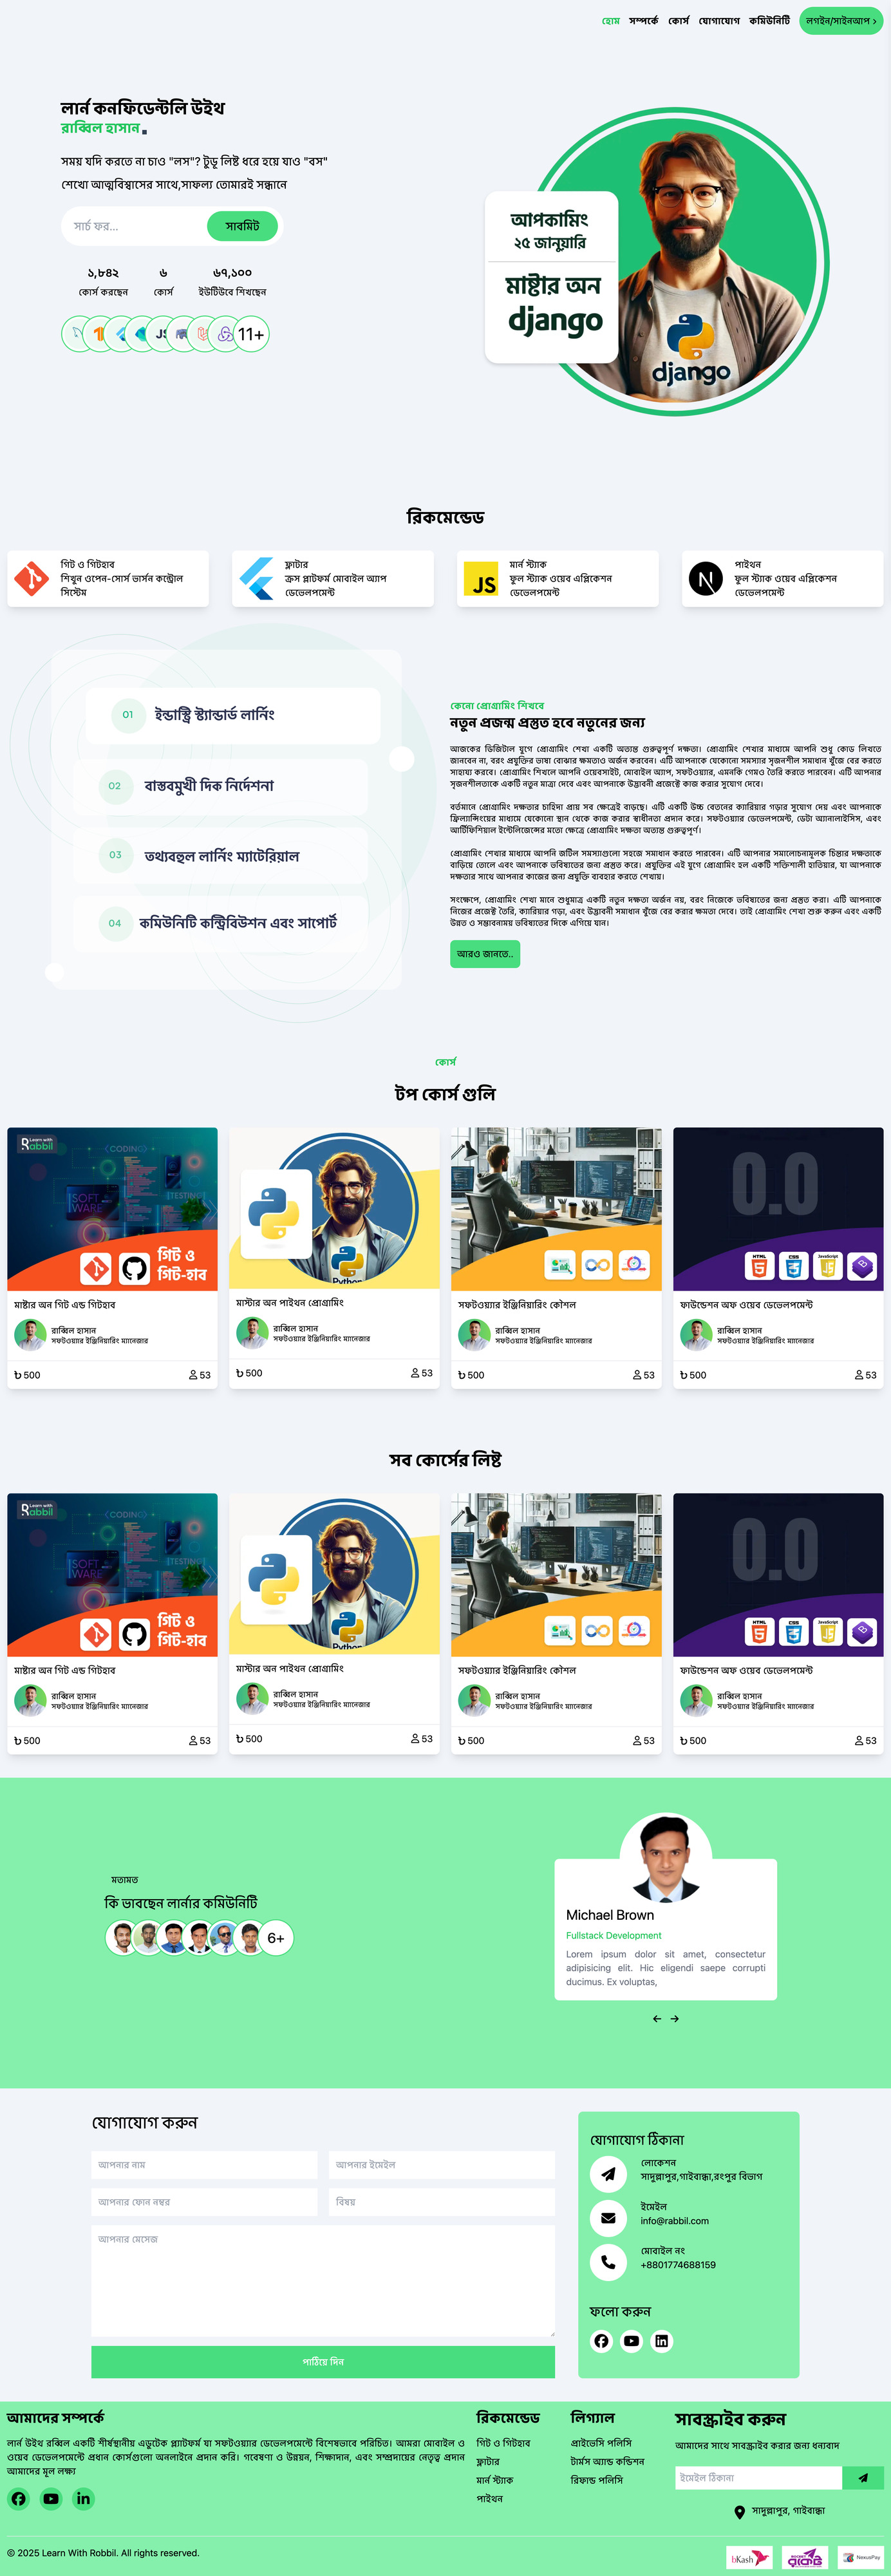 হোম সম্পর্কে কোর্স যোগাযোগ কমিউনিটি লগইন/সাইনআপ
লার্ন কনফিডেন্টলি উইথ
রাব্বিল হাসান
সময় যদি করতে না চাও "লস"? টুডু লিষ্ট ধরে হয়ে যাও "বস"
শেখো আত্মবিশ্বাসের সাথে,সাফল্য তোমারই সন্ধানে
সার্চ ফর... সাবমিট
১,৮৪২ ৬ ৬৭,১০০
কোর্স করছেন কোর্স ইউটিউবে শিখছেন
JS 11+
আপকামিং
২৫ জানুয়ারি
মাষ্টার অন
django
django
রিকমেন্ডেড
গিট ও গিটহাব
শিখুন ওপেন-সোর্স ভার্সন কন্ট্রোল
সিস্টেম
ফ্লাটার
ক্রস প্লাটফর্ম মোবাইল অ্যাপ
ডেভেলপমেন্ট
JS
মার্ন স্ট্যাক
ফুল স্ট্যাক ওয়েব এপ্লিকেশন
ডেভেলপমেন্ট
N
পাইথন
ফুল স্ট্যাক ওয়েব এপ্লিকেশন
ডেভেলপমেন্ট
01 ইন্ডাস্ট্রি স্ট্যান্ডার্ড লার্নিং
02 বাস্তবমুখী দিক নির্দেশনা
03 তথ্যবহুল লার্নিং ম্যাটেরিয়াল
04 কমিউনিটি কন্ট্রিবিউশন এবং সাপোর্ট
কেনো প্রোগ্রামিং শিখবে
নতুন প্রজন্ম প্রস্তুত হবে নতুনের জন্য
আজকের ডিজিটাল যুগে প্রোগ্রামিং শেখা একটি অত্যন্ত গুরুত্বপূর্ণ দক্ষতা। প্রোগ্রামিং শেখার মাধ্যমে আপনি শুধু কোড লিখতে
জানবেন না, বরং প্রযুক্তির ভাষা বোঝার ক্ষমতাও অর্জন করবেন। এটি আপনাকে যেকোনো সমস্যার সৃজনশীল সমাধান খুঁজে বের করতে
সাহায্য করবে। প্রোগ্রামিং শিখলে আপনি ওয়েবসাইট, মোবাইল অ্যাপ, সফটওয়্যার, এমনকি গেমও তৈরি করতে পারবেন। এটি আপনার
সৃজনশীলতাকে একটি নতুন মাত্রা দেবে এবং আপনাকে উদ্ভাবনী প্রজেক্টে কাজ করার সুযোগ দেবে।
বর্তমানে প্রোগ্রামিং দক্ষতার চাহিদা প্রায় সব ক্ষেত্রেই বাড়ছে। এটি একটি উচ্চ বেতনের ক্যারিয়ার গড়ার সুযোগ দেয় এবং আপনাকে
ফ্রিল্যান্সিংয়ের মাধ্যমে যেকোনো স্থান থেকে কাজ করার স্বাধীনতা প্রদান করে। সফটওয়্যার ডেভেলপমেন্ট, ডেটা অ্যানালাইসিস, এবং
আর্টিফিশিয়াল ইন্টেলিজেন্সের মতো ক্ষেত্রে প্রোগ্রামিং দক্ষতা অত্যন্ত গুরুত্বপূর্ণ।
প্রোগ্রামিং শেখার মাধ্যমে আপনি জটিল সমস্যাগুলো সহজে সমাধান করতে পারবেন। এটি আপনার সমালোচনামূলক চিন্তার দক্ষতাকে
বাড়িয়ে তোলে এবং আপনাকে ভবিষ্যতের জন্য প্রস্তুত করে। প্রযুক্তির এই যুগে প্রোগ্রামিং হল একটি শক্তিশালী হাতিয়ার, যা আপনাকে
দক্ষতার সাথে আপনার কাজের জন্য প্রযুক্তি ব্যবহার করতে শেখায়।
সংক্ষেপে, প্রোগ্রামিং শেখা মানে শুধুমাত্র একটি নতুন দক্ষতা অর্জন নয়, বরং নিজেকে ভবিষ্যতের জন্য প্রস্তুত করা। এটি আপনাকে
নিজের প্রজেক্ট তৈরি, ক্যারিয়ার গড়া, এবং উদ্ভাবনী সমাধান খুঁজে বের করার ক্ষমতা দেবে। তাই প্রোগ্রামিং শেখা শুরু করুন এবং একটি
উন্নত ও সম্ভাবনাময় ভবিষ্যতের দিকে এগিয়ে যান।
আরও জানতে..
কোর্স
টপ কোর্স গুলি
Learn with
Rabbil
CODING
SOFTWARE
TESTING
গিট ও
গিট-হাব
মাষ্টার অন গিট এন্ড গিটহাব
রাব্বিল হাসান
সফটওয়্যার ইঞ্জিনিয়ারিং ম্যানেজার
৳ 500 53
Python
মাস্টার অন পাইথন প্রোগ্রামিং
রাব্বিল হাসান
সফটওয়্যার ইঞ্জিনিয়ারিং ম্যানেজার
৳ 500 53
সফটওয়্যার ইঞ্জিনিয়ারিং কৌশল
রাব্বিল হাসান
সফটওয়্যার ইঞ্জিনিয়ারিং ম্যানেজার
৳ 500 53
0.0
HTML CSS JavaScript
ফাউন্ডেশন অফ ওয়েব ডেভেলপমেন্ট
রাব্বিল হাসান
সফটওয়্যার ইঞ্জিনিয়ারিং ম্যানেজার
৳ 500 53
সব কোর্সের লিষ্ট
Learn with
Rabbil
CODING
SOFTWARE
TESTING
গিট ও
গিট-হাব
মাষ্টার অন গিট এন্ড গিটহাব
রাব্বিল হাসান
সফটওয়্যার ইঞ্জিনিয়ারিং ম্যানেজার
৳ 500 53
Python
মাস্টার অন পাইথন প্রোগ্রামিং
রাব্বিল হাসান
সফটওয়্যার ইঞ্জিনিয়ারিং ম্যানেজার
৳ 500 53
সফটওয়্যার ইঞ্জিনিয়ারিং কৌশল
রাব্বিল হাসান
সফটওয়্যার ইঞ্জিনিয়ারিং ম্যানেজার
৳ 500 53
0.0
HTML CSS JavaScript
ফাউন্ডেশন অফ ওয়েব ডেভেলপমেন্ট
রাব্বিল হাসান
সফটওয়্যার ইঞ্জিনিয়ারিং ম্যানেজার
৳ 500 53
মতামত
কি ভাবছেন লার্নার কমিউনিটি
6+
Michael Brown
Fullstack Development
Lorem ipsum dolor sit amet, consectetur
adipisicing elit. Hic eligendi saepe corrupti
ducimus. Ex voluptas,
যোগাযোগ করুন
আপনার নাম আপনার ইমেইল
আপনার ফোন নম্বর বিষয়
আপনার মেসেজ
পাঠিয়ে দিন
যোগাযোগ ঠিকানা
লোকেশন
সাদুল্লাপুর,গাইবান্ধা,রংপুর বিভাগ
ইমেইল
info@rabbil.com
মোবাইল নং
+8801774688159
ফলো করুন
আমাদের সম্পর্কে
লার্ন উইথ রব্বিল একটি শীর্ষস্থানীয় এডুটেক প্ল্যাটফর্ম যা সফটওয়্যার ডেভেলপমেন্টে বিশেষভাবে পরিচিত। আমরা মোবাইল ও
ওয়েব ডেভেলপমেন্টে প্রধান কোর্সগুলো অনলাইনে প্রদান করি। গবেষণা ও উন্নয়ন, শিক্ষাদান, এবং সম্প্রদায়ের নেতৃত্ব প্রদান
আমাদের মূল লক্ষ্য
রিকমেন্ডেড
গিট ও গিটহাব
ফ্লাটার
মার্ন স্ট্যাক
পাইথন
লিগ্যাল
প্রাইভেসি পলিসি
টার্মস অ্যান্ড কন্ডিশন
রিফান্ড পলিসি
সাবস্ক্রাইব করুন
আমাদের সাথে সাবস্ক্রাইব করার জন্য ধন্যবাদ
ইমেইল ঠিকানা
সাদুল্লাপুর, গাইবান্ধা
© 2025 Learn With Robbil. All rights reserved.
bKash
রকেট
NexusPay